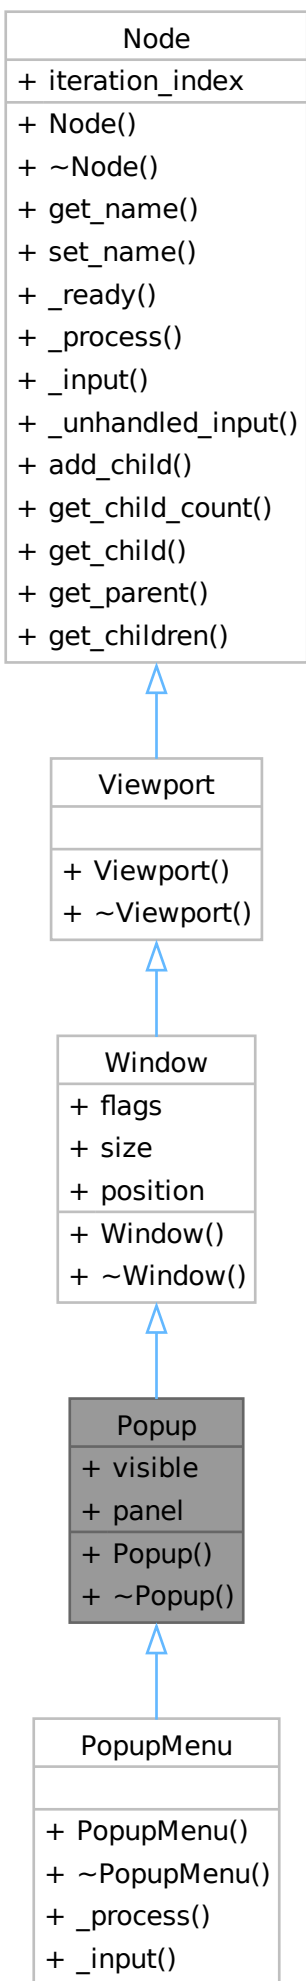 Node
+ iteration_index
+ Node()
+ ~Node()
+ get_name()
+ set_name()
+ _ready()
+ _process()
+ _input()
+ _unhandled_input()
+ add_child()
+ get_child_count()
+ get_child()
+ get_parent()
+ get_children()
Viewport
+ Viewport()
+ ~Viewport()
Window
+ flags
+ size
+ position
+ Window()
+ ~Window()
Popup
+ visible
+ panel
+ Popup()
+ ~Popup()
PopupMenu
+ PopupMenu()
+ ~PopupMenu()
+ _process()
+ _input()